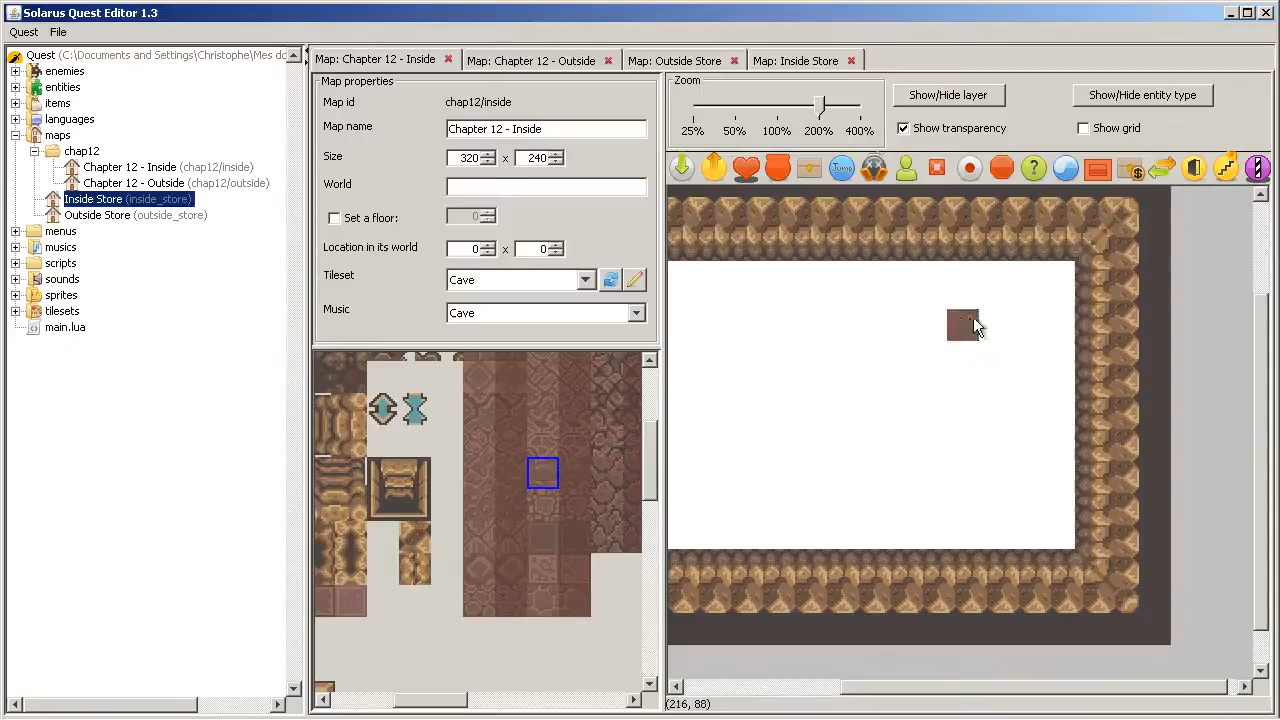 Solarus Quest Editor 1.3
Quest File
Quest (C:\Documents and Settings\Christophe\Mes dc
enemies
entities
items
languages
maps
chap12
Chapter 12 - Inside (chap12/inside)
Chapter 12 - Outside (chap12/outside)
Inside Store (inside_store)
Outside Store (outside_store)
menus
musics
scripts
sounds
sprites
tilesets
main.lua
Map: Chapter 12 - Inside Map: Chapter 12 - Outside Map: Outside Store Map: Inside Store
Map properties
Map id chap12/inside
Map name Chapter 12 - Inside
Size 320 x 240
World
Set a floor: 0
Location in its world 0 x 0
Tileset Cave
Music Cave
Zoom
25% 5% 100% 200% 400%
Show/Hide layer Show/Hide entity type
Show transparency Show grid
Jump
?
$
(216, 88)